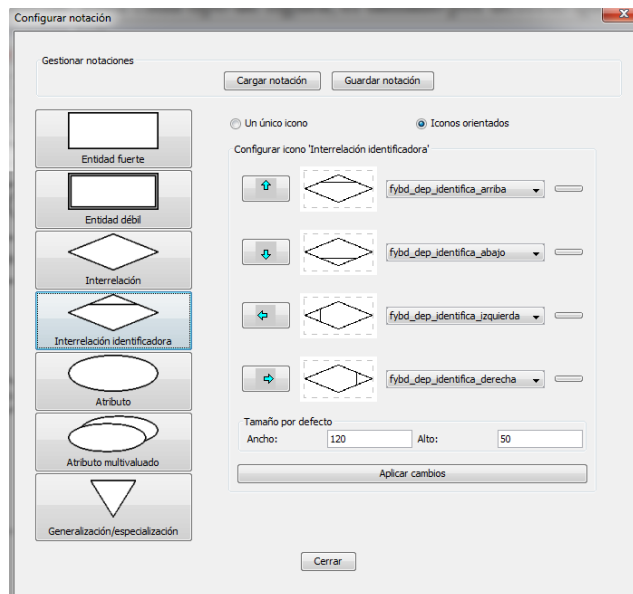 Configurar notación
Gestionar notaciones
Cargar notación
Guardar notación
Entidad fuerte
Entidad débil
Interrelación
Interrelación identificadora
Atributo
Atributo multivaluado
Generalización/especialización
Un único icono
Iconos orientados
Configurar icono 'Interrelación identificadora'
fybd_dep_identifica_arriba
fybd_dep_identifica_abajo
fybd_dep_identifica_izquierda
fybd_dep_identifica_derecha
Tamaño por defecto
Ancho: 120 Alto: 50
Aplicar cambios
Cerrar